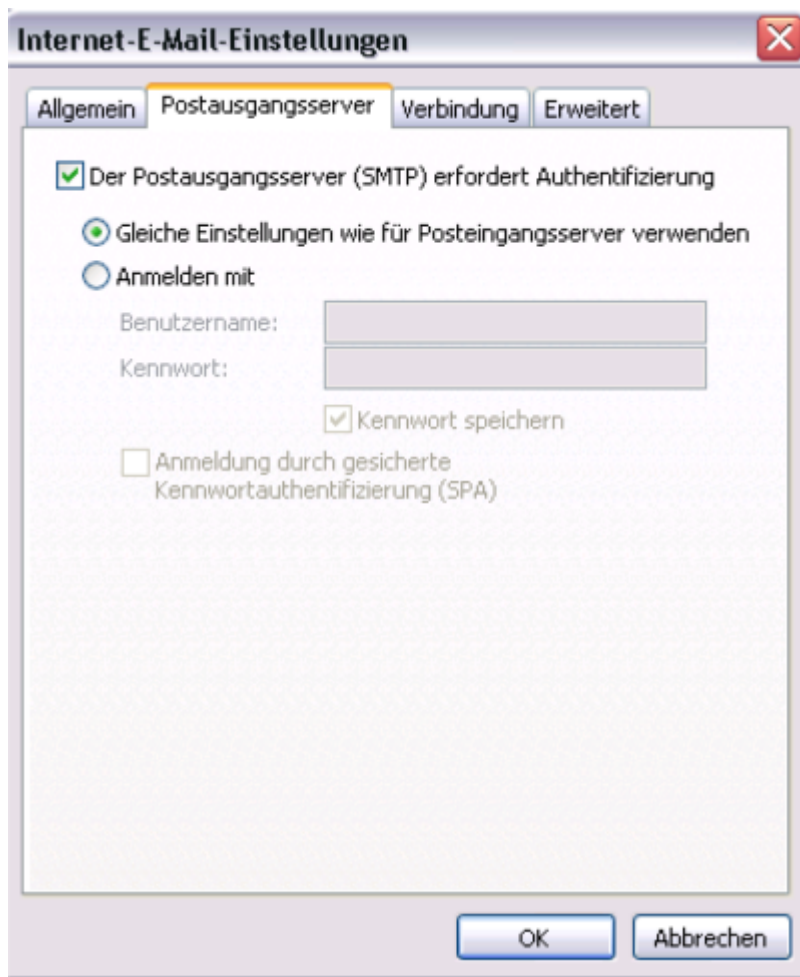 Internet-E-Mail-Einstellungen
Allgemein Postausgangsserver Verbindung Erweitert
Der Postausgangsserver (SMTP) erfordert Authentifizierung
Gleiche Einstellungen wie für Posteingangsserver verwenden
Anmelden mit
Benutzername:
Kennwort:
Kennwort speichern
Anmeldung durch gesicherte
Kennwortauthentifizierung (SPA)
OK Abbrechen